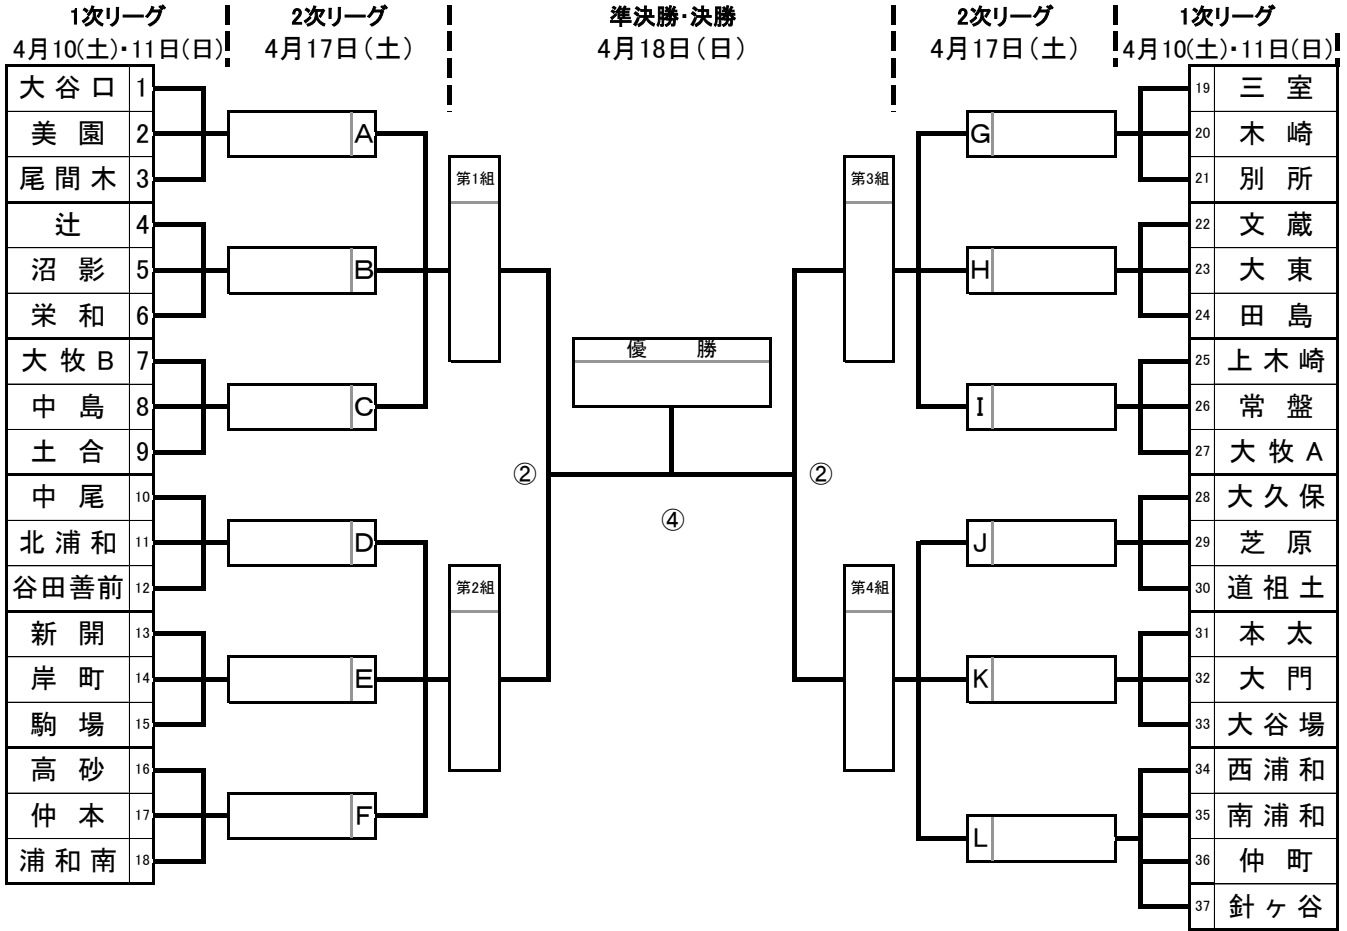 1次リーグ 2次リーグ 準決勝・決勝 2次リーグ 1次リーグ
4月10(土)・11日(日) 4月17日(土) 4月18日(日) 4月17日(土) 4月10(土)・11日(日)
大谷口 1
美園 2
尾間木 3
辻 4
沼影 5
栄和 6
大牧B 7
中島 8
土合 9
中尾 10
北浦和 11
谷田善前 12
新開 13
岸町 14
駒場 15
高砂 16
仲本 17
浦和南 18
A
B
C
D
E
F
第1組
第2組
優勝
②
②
④
第3組
第4組
G
H
I
J
K
L
19 三室
20 木崎
21 別所
22 文蔵
23 大東
24 田島
25 上木崎
26 常盤
27 大牧A
28 大久保
29 芝原
30 道祖土
31 本太
32 大門
33 大谷場
34 西浦和
35 南浦和
36 仲町
37 針ヶ谷